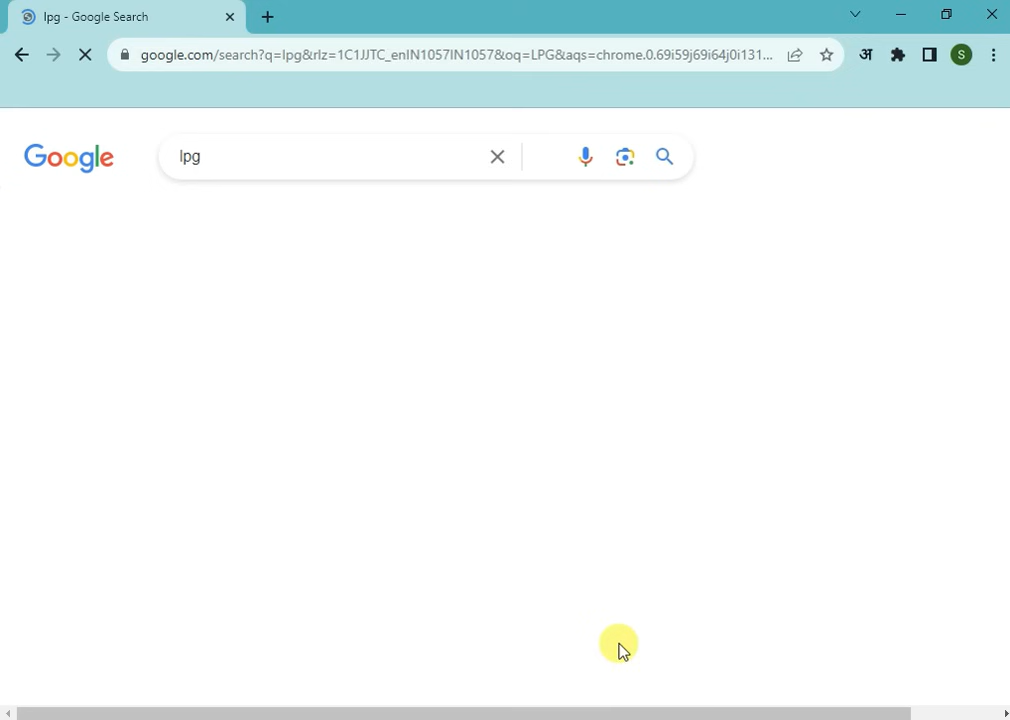 lpg - Google Search
google.com/search?q=lpg&rlz=1C1JJTC_enIN1057IN1057&oq=LPG&aqs=chrome.0.69i59j69i64j0i131...
अ
S
Google
lpg